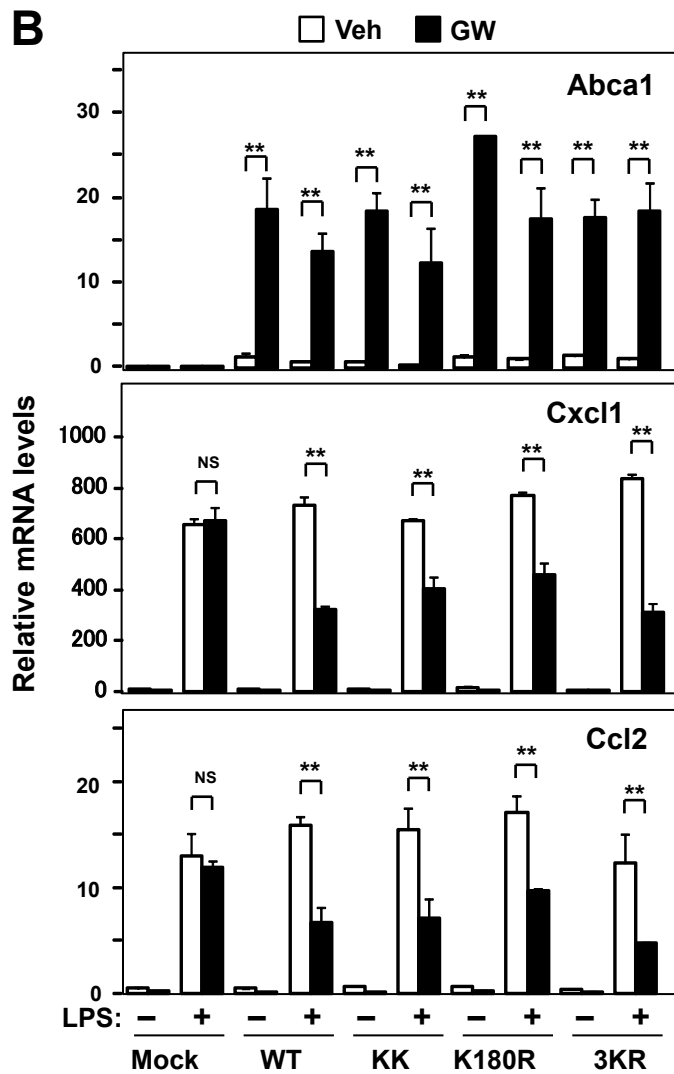 B
Veh GW
Abca1
30
20
10
0
** ** ** ** ** ** ** **
Relative mRNA levels
Cxcl1
1000
800
600
400
200
0
NS ** ** ** **
Ccl2
20
10
0
NS ** ** ** **
LPS: − + − + − + − + − +
Mock WT KK K180R 3KR